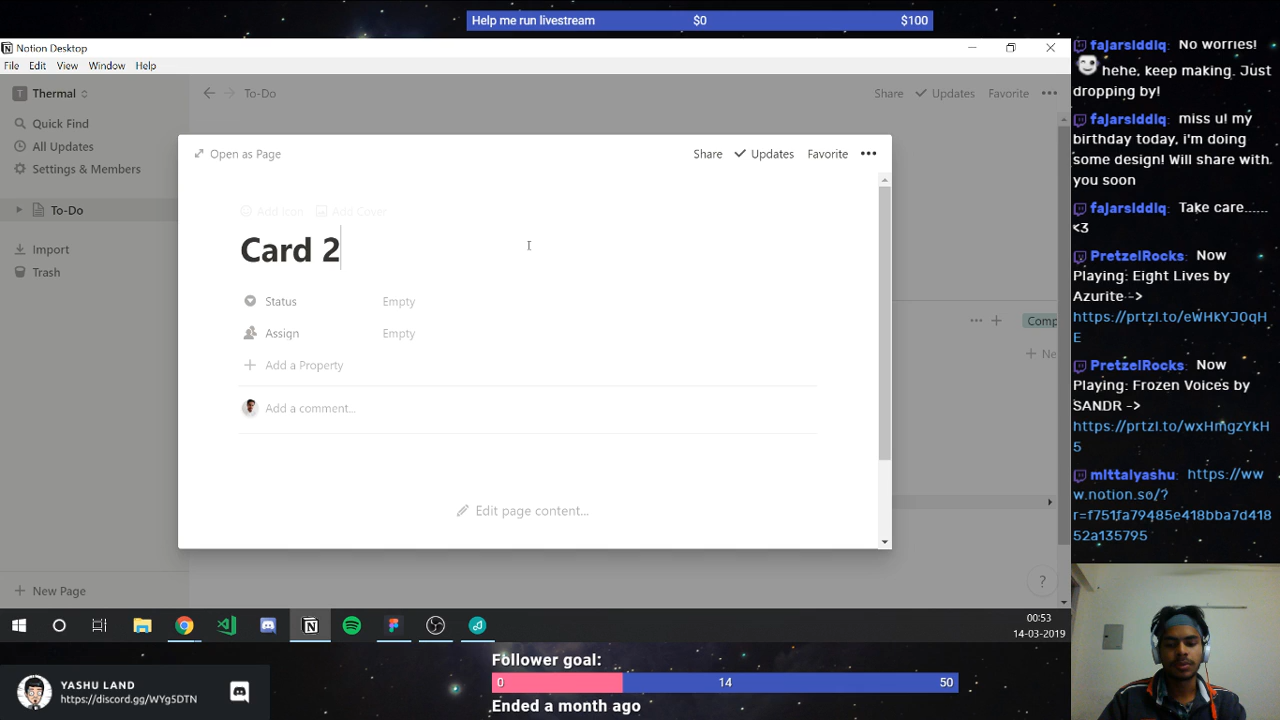 Help me run livestream $0 $100
Notion Desktop
File Edit View Window Help
T Thermal
Quick Find
All Updates
Settings & Members
To-Do
Import
Trash
New Page
To-Do
Share Updates Favorite
Open as Page
Share Updates Favorite
Add Icon Add Cover
Card 2
Status Empty
Assign Empty
Add a Property
Add a comment...
Edit page content...
Comp
Ne
?
00:53
14-03-2019
fajarsiddiq: No worries!
hehe, keep making. Just
dropping by!
fajarsiddiq: miss u! my
birthday today, i'm doing
some design! Will share with
you soon
fajarsiddiq: Take care......
<3
PretzelRocks: Now
Playing: Eight Lives by
Azurite ->
https://prtzl.to/eWHkYJ0qH
E
PretzelRocks: Now
Playing: Frozen Voices by
SANDR ->
https://prtzl.to/wxHmgzYkH
5
mittalyashu: https://ww
w.notion.so/?
r=f751fa79485e418bba7d418
52a135795
YASHU LAND
https://discord.gg/WYg5DTN
Follower goal:
0 14 50
Ended a month ago